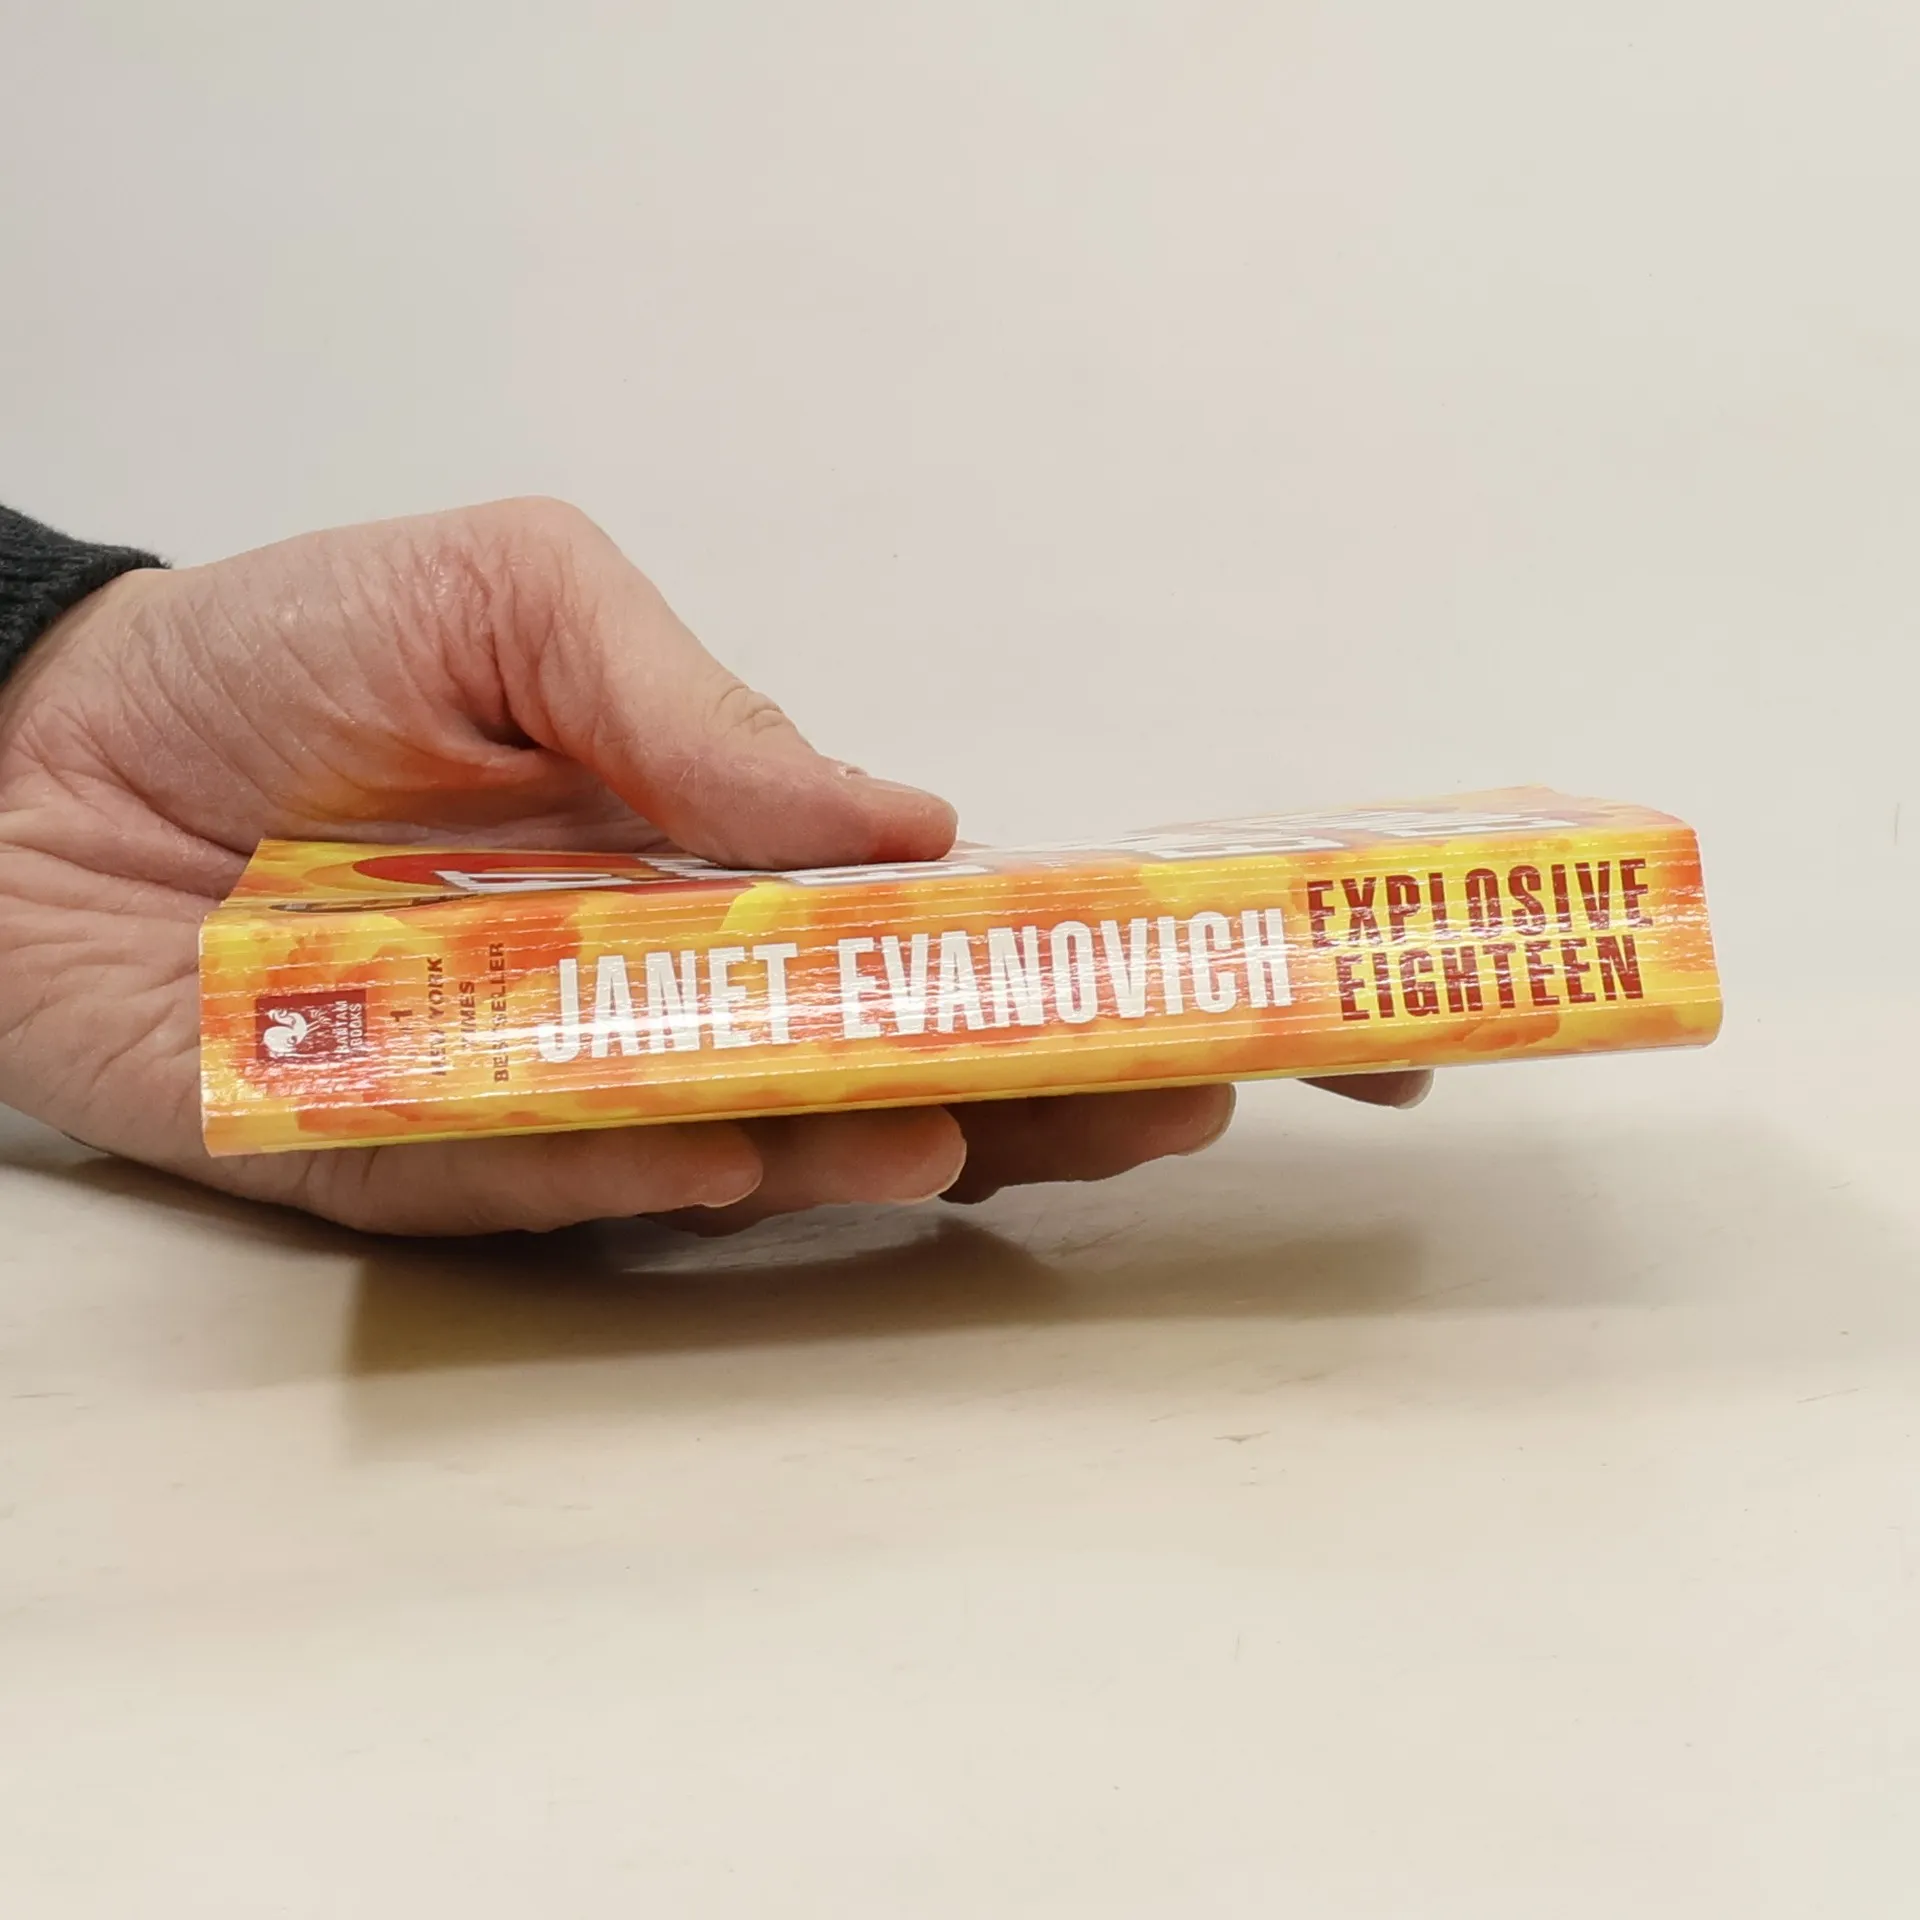 BANTAM
BOOKS
1
NEW YORK
TIMES
BESTSELLER
JANET EVANOVICH
EXPLOSIVE
EIGHTEEN